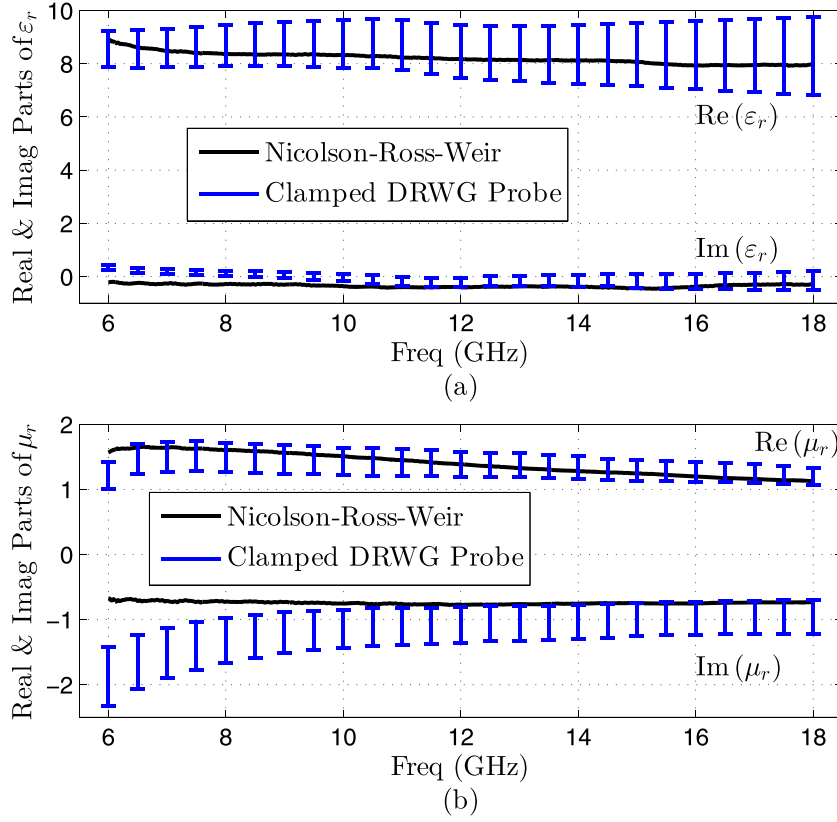 Real & Imag Parts of εr
10
8
6
4
2
0
Re (εr)
Nicolson-Ross-Weir
Clamped DRWG Probe
Im (εr)
6 8 10 12 14 16 18
Freq (GHz)
(a)
Real & Imag Parts of μr
2
1
0
−1
−2
Re (μr)
Nicolson-Ross-Weir
Clamped DRWG Probe
Im (μr)
6 8 10 12 14 16 18
Freq (GHz)
(b)